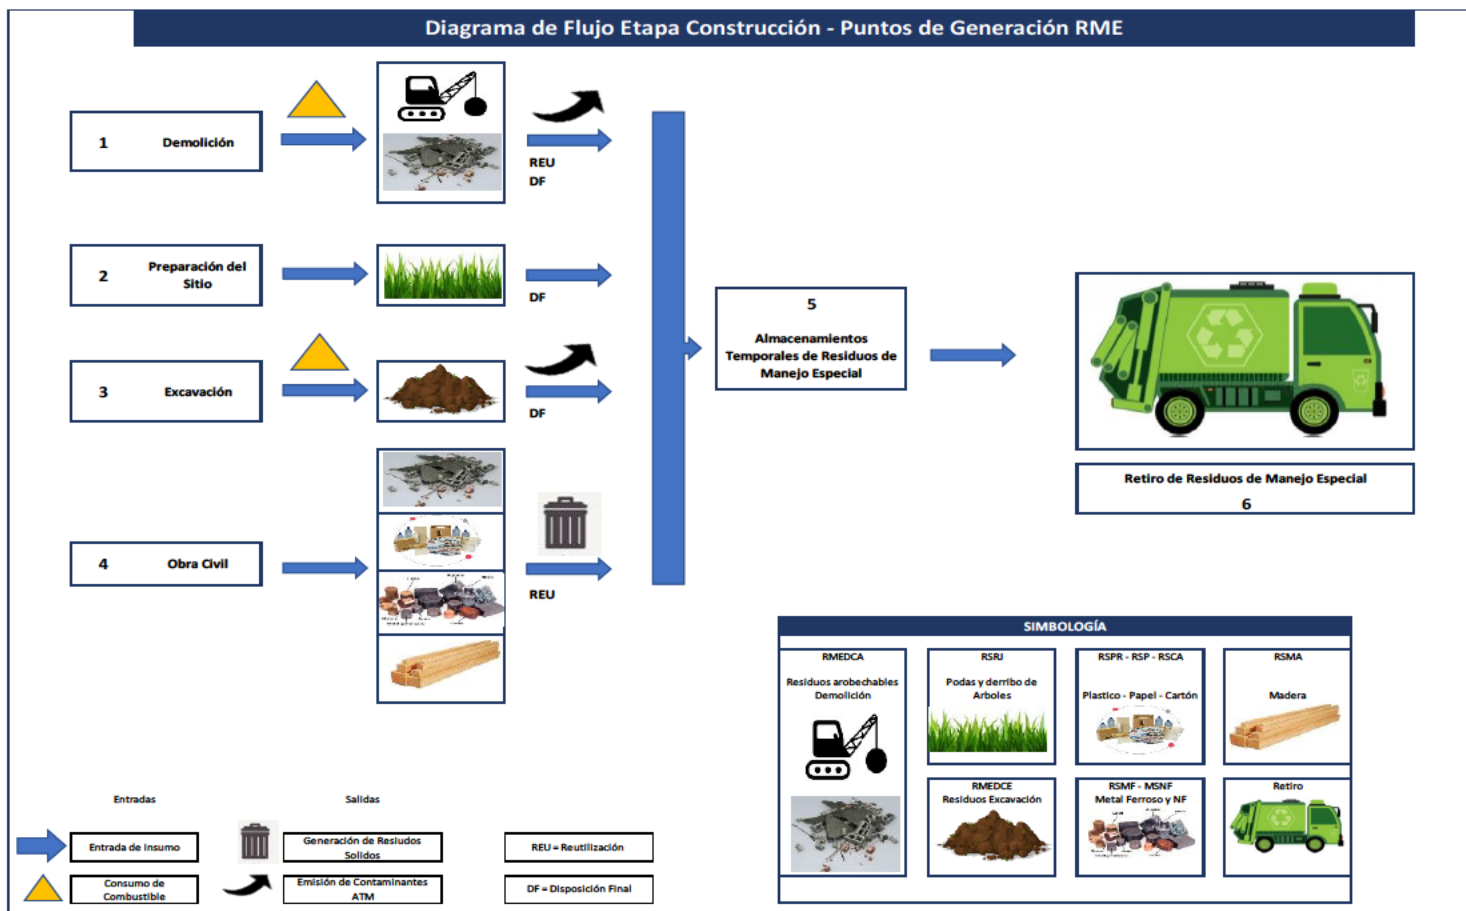 Diagrama de Flujo Etapa Construcción - Puntos de Generación RME
1 Demolición
REU
DF
2 Preparación del
Sitio
DF
3 Excavación
DF
4 Obra Civil
REU
5
Almacenamientos
Temporales de Residuos de
Manejo Especial
Retiro de Residuos de Manejo Especial
6
SIMBOLOGÍA
RMEDCA
Residuos arobechables
Demolición
RSRJ
Podas y derribo de
Arboles
RSPR - RSP - RSCA
Plastico - Papel - Cartón
RSMA
Madera
RMEDCE
Residuos Excavación
RSMF - MSNF
Metal Ferroso y NF
Retiro
Entradas
Salidas
Entrada de Insumo
Generación de Resiudos
Solidos
REU = Reutilización
Consumo de
Combustible
Emisión de Contaminantes
ATM
DF = Disposición Final